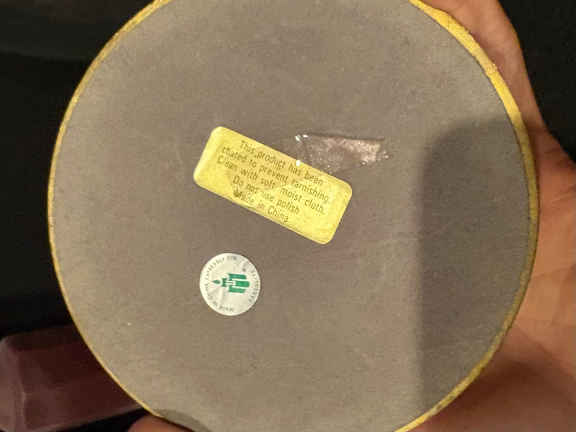 This product has been
coated to prevent tarnishing.
Clean with soft, moist cloth.
Do not use polish
Made in China